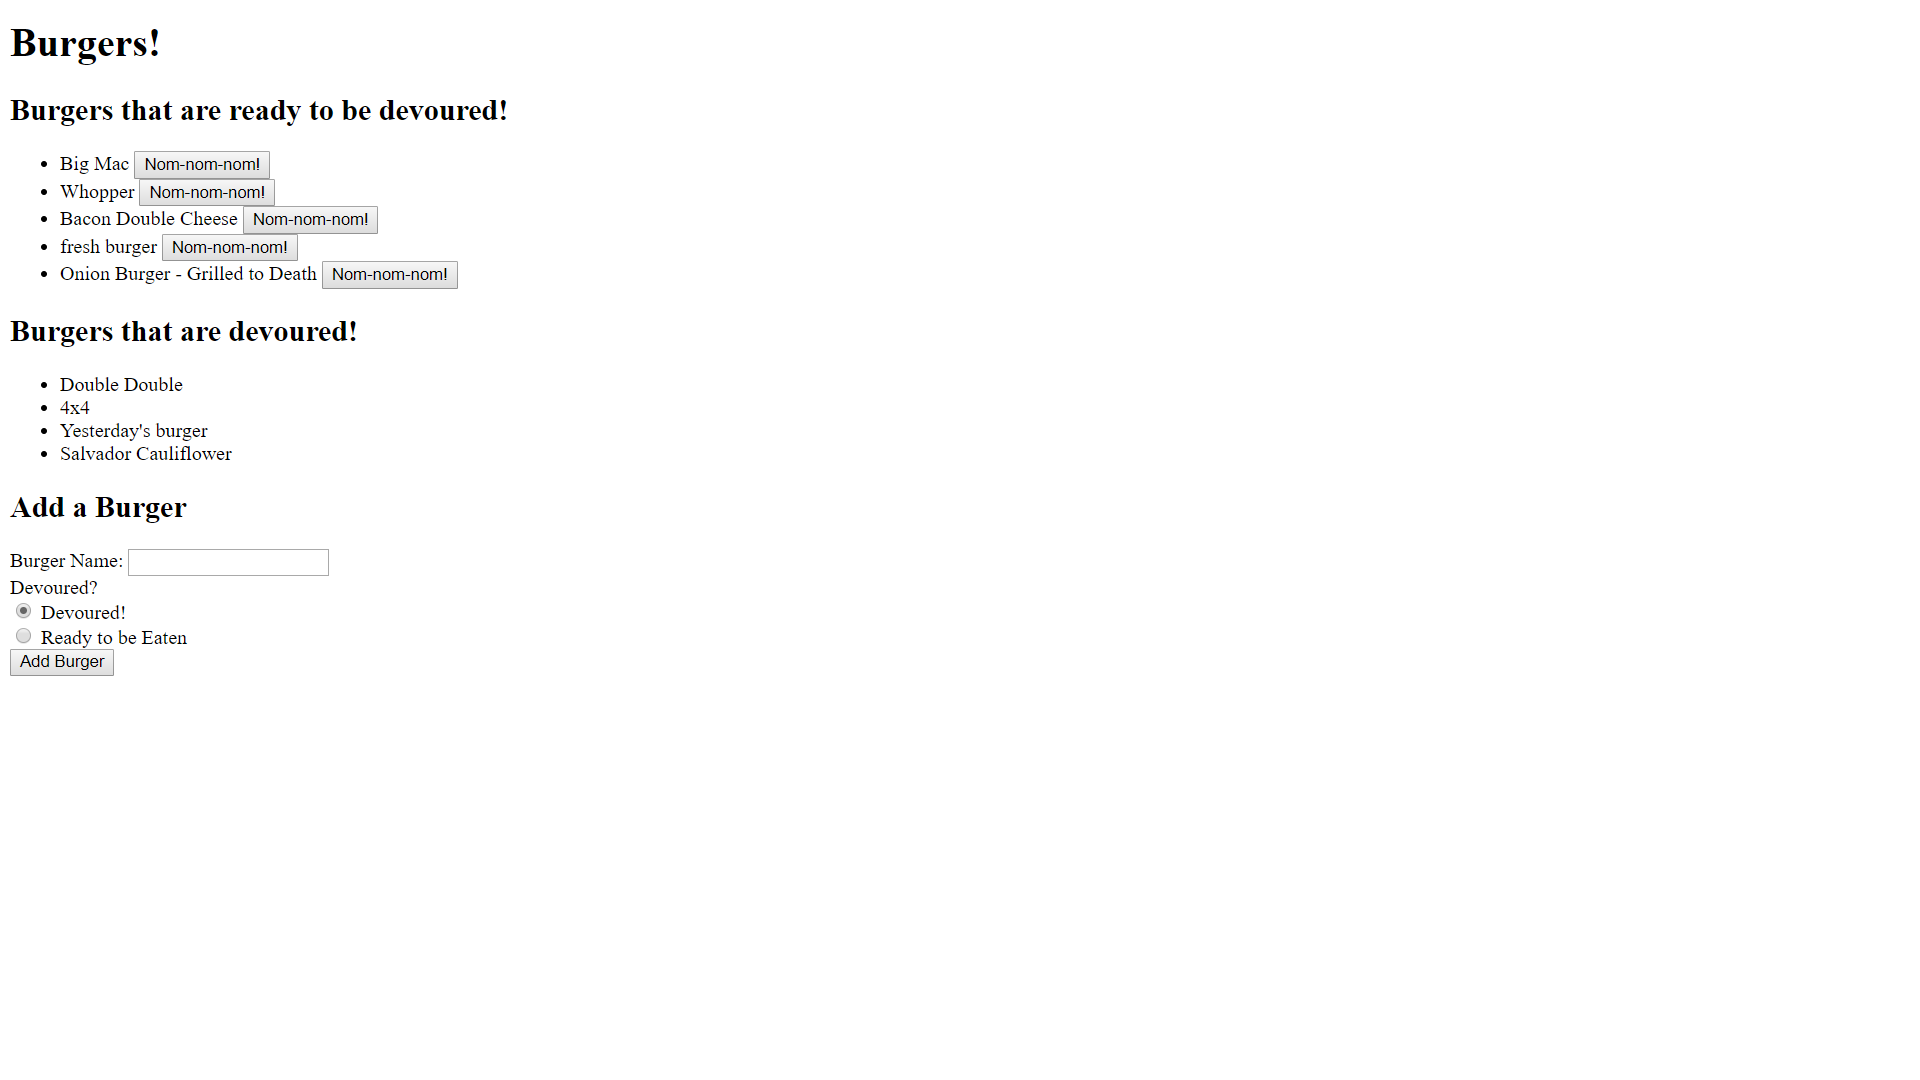 Burgers!
Burgers that are ready to be devoured!
Big Mac Nom-nom-nom!
Whopper Nom-nom-nom!
Bacon Double Cheese Nom-nom-nom!
fresh burger Nom-nom-nom!
Onion Burger - Grilled to Death Nom-nom-nom!
Burgers that are devoured!
Double Double
4x4
Yesterday's burger
Salvador Cauliflower
Add a Burger
Burger Name:
Devoured?
Devoured!
Ready to be Eaten
Add Burger